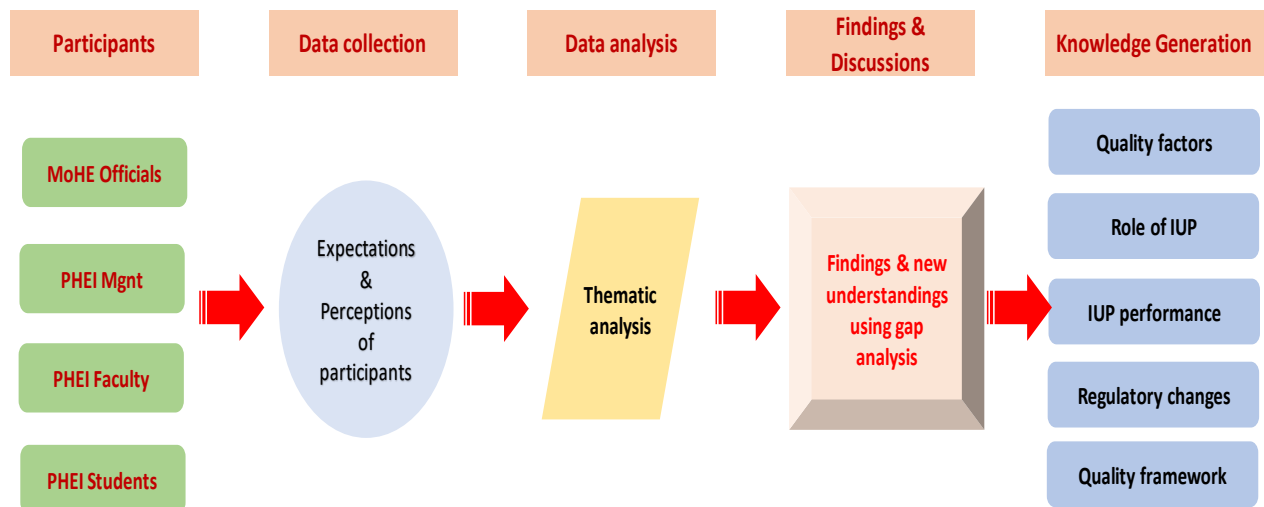 Participants
Data collection
Data analysis
Findings &
Discussions
Knowledge Generation
MoHE Officials
PHEI Mgnt
PHEI Faculty
PHEI Students
Expectations
&
Perceptions
of
participants
Thematic
analysis
Findings & new
understandings
using gap
analysis
Quality factors
Role of IUP
IUP performance
Regulatory changes
Quality framework